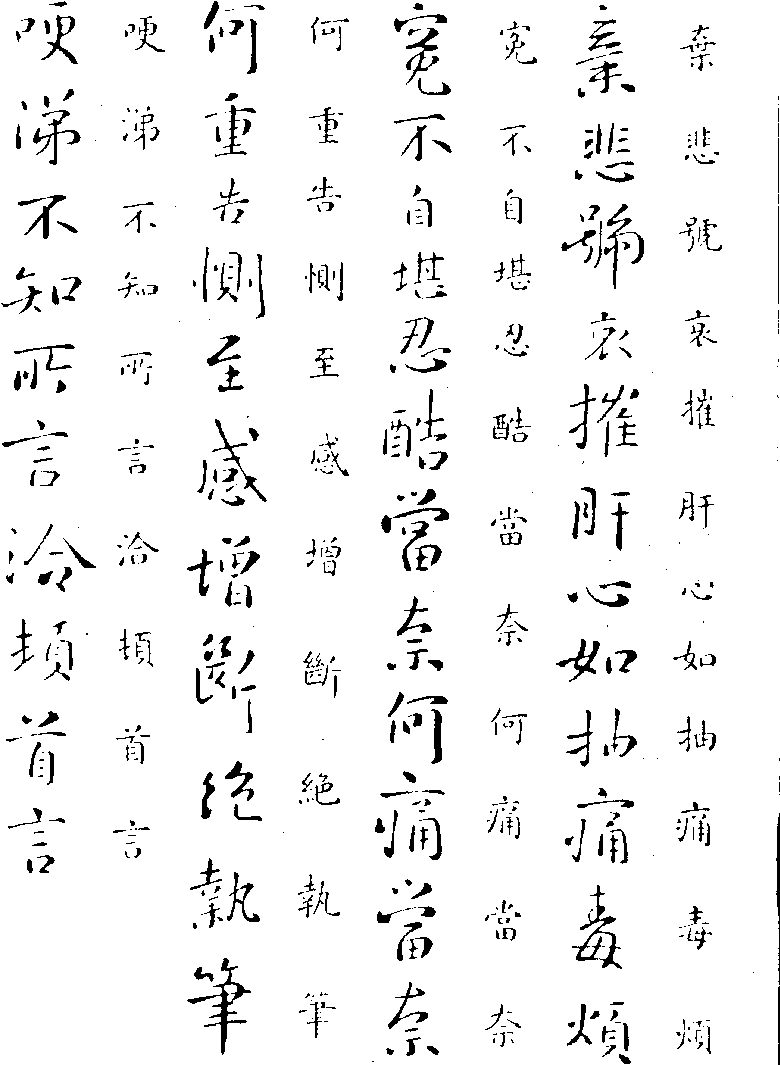 棄悲號哀摧肝心如抽痛毒煩
棄悲號哀摧肝心如抽痛毒煩
寃不自堪忍酷當奈何痛當奈
寃不自堪忍酷當奈何痛當奈
何重告惻至感增斷絕執筆
何重告惻至感增斷絕執筆
哽涕不知所言洽頓首言
哽涕不知所言洽頓首言